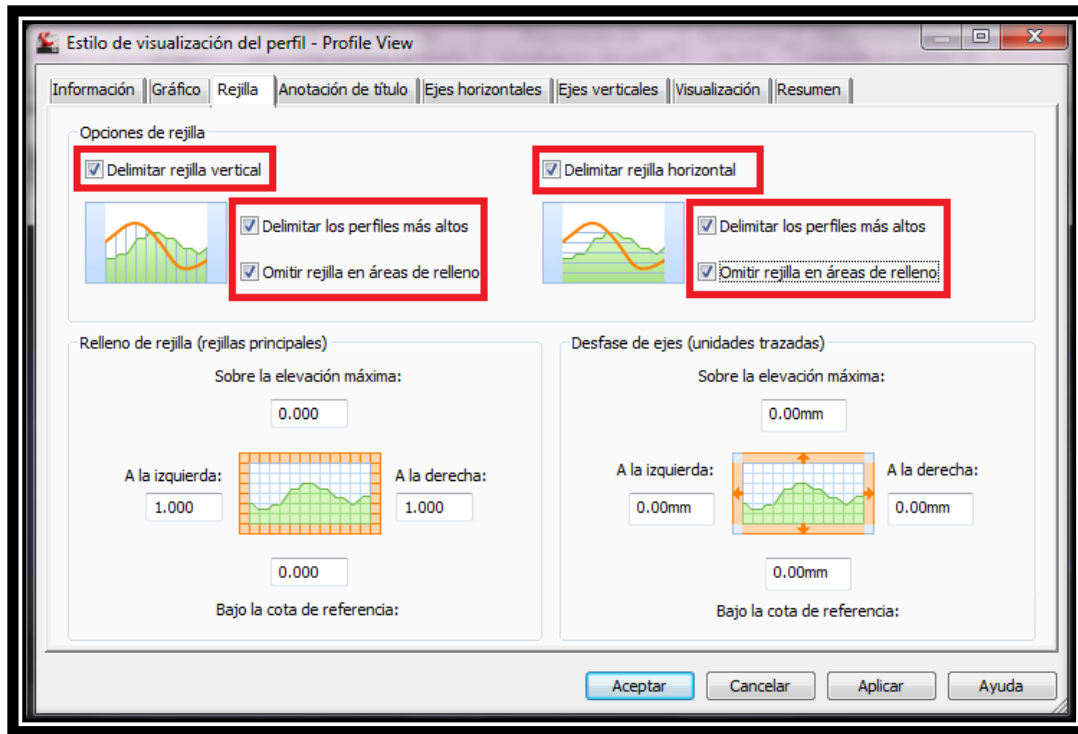 Estilo de visualización del perfil - Profile View
Información Gráfico Rejilla Anotación de título Ejes horizontales Ejes verticales Visualización Resumen
Opciones de rejilla
Delimitar rejilla vertical
Delimitar los perfiles más altos
Omitir rejilla en áreas de relleno
Delimitar rejilla horizontal
Delimitar los perfiles más altos
Omitir rejilla en áreas de relleno
Relleno de rejilla (rejillas principales)
Sobre la elevación máxima:
0.000
A la izquierda:
1.000
A la derecha:
1.000
0.000
Bajo la cota de referencia:
Desfase de ejes (unidades trazadas)
Sobre la elevación máxima:
0.00mm
A la izquierda:
0.00mm
A la derecha:
0.00mm
0.00mm
Bajo la cota de referencia:
Aceptar Cancelar Aplicar Ayuda